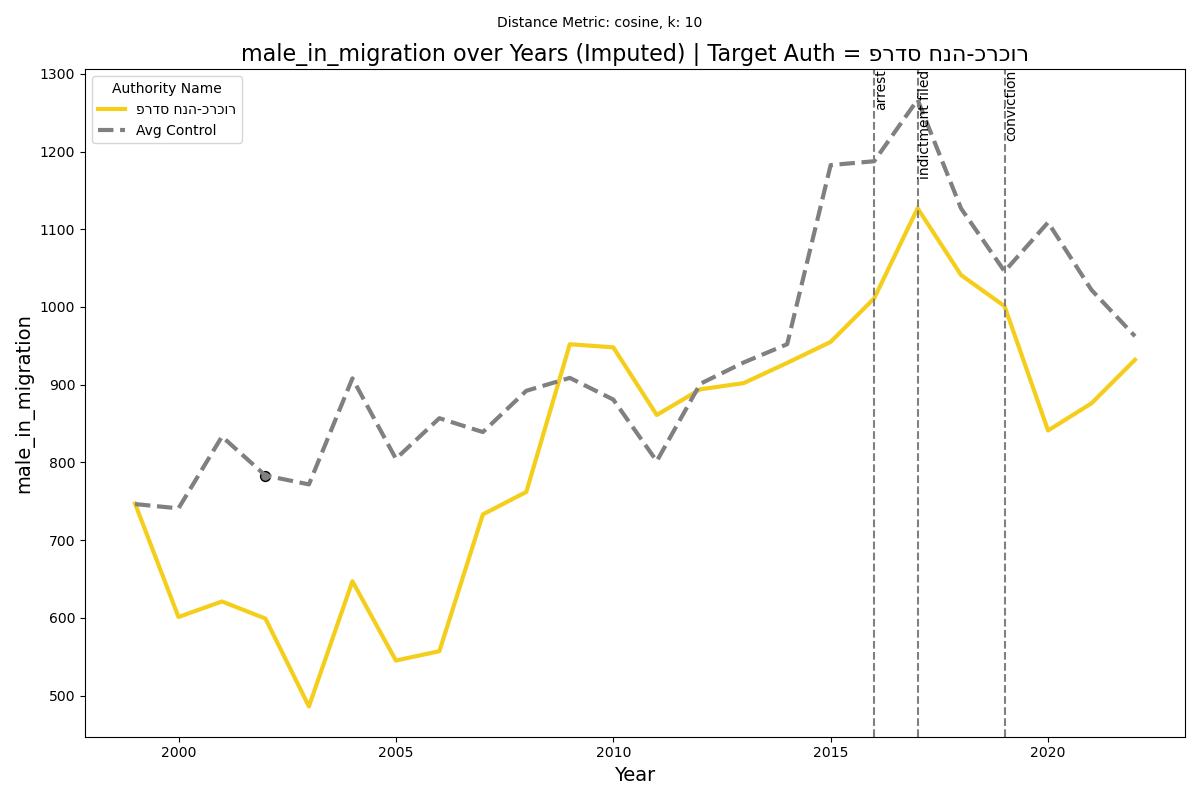 Distance Metric: cosine, k: 10
male_in_migration over Years (Imputed) | Target Auth = פרדס חנה-כרכור
Authority Name
פרדס חנה-כרכור
Avg Control
arrest
indictment filed
conviction
1300
1200
1100
1000
900
800
700
600
500
male_in_migration
2000 2005 2010 2015 2020
Year